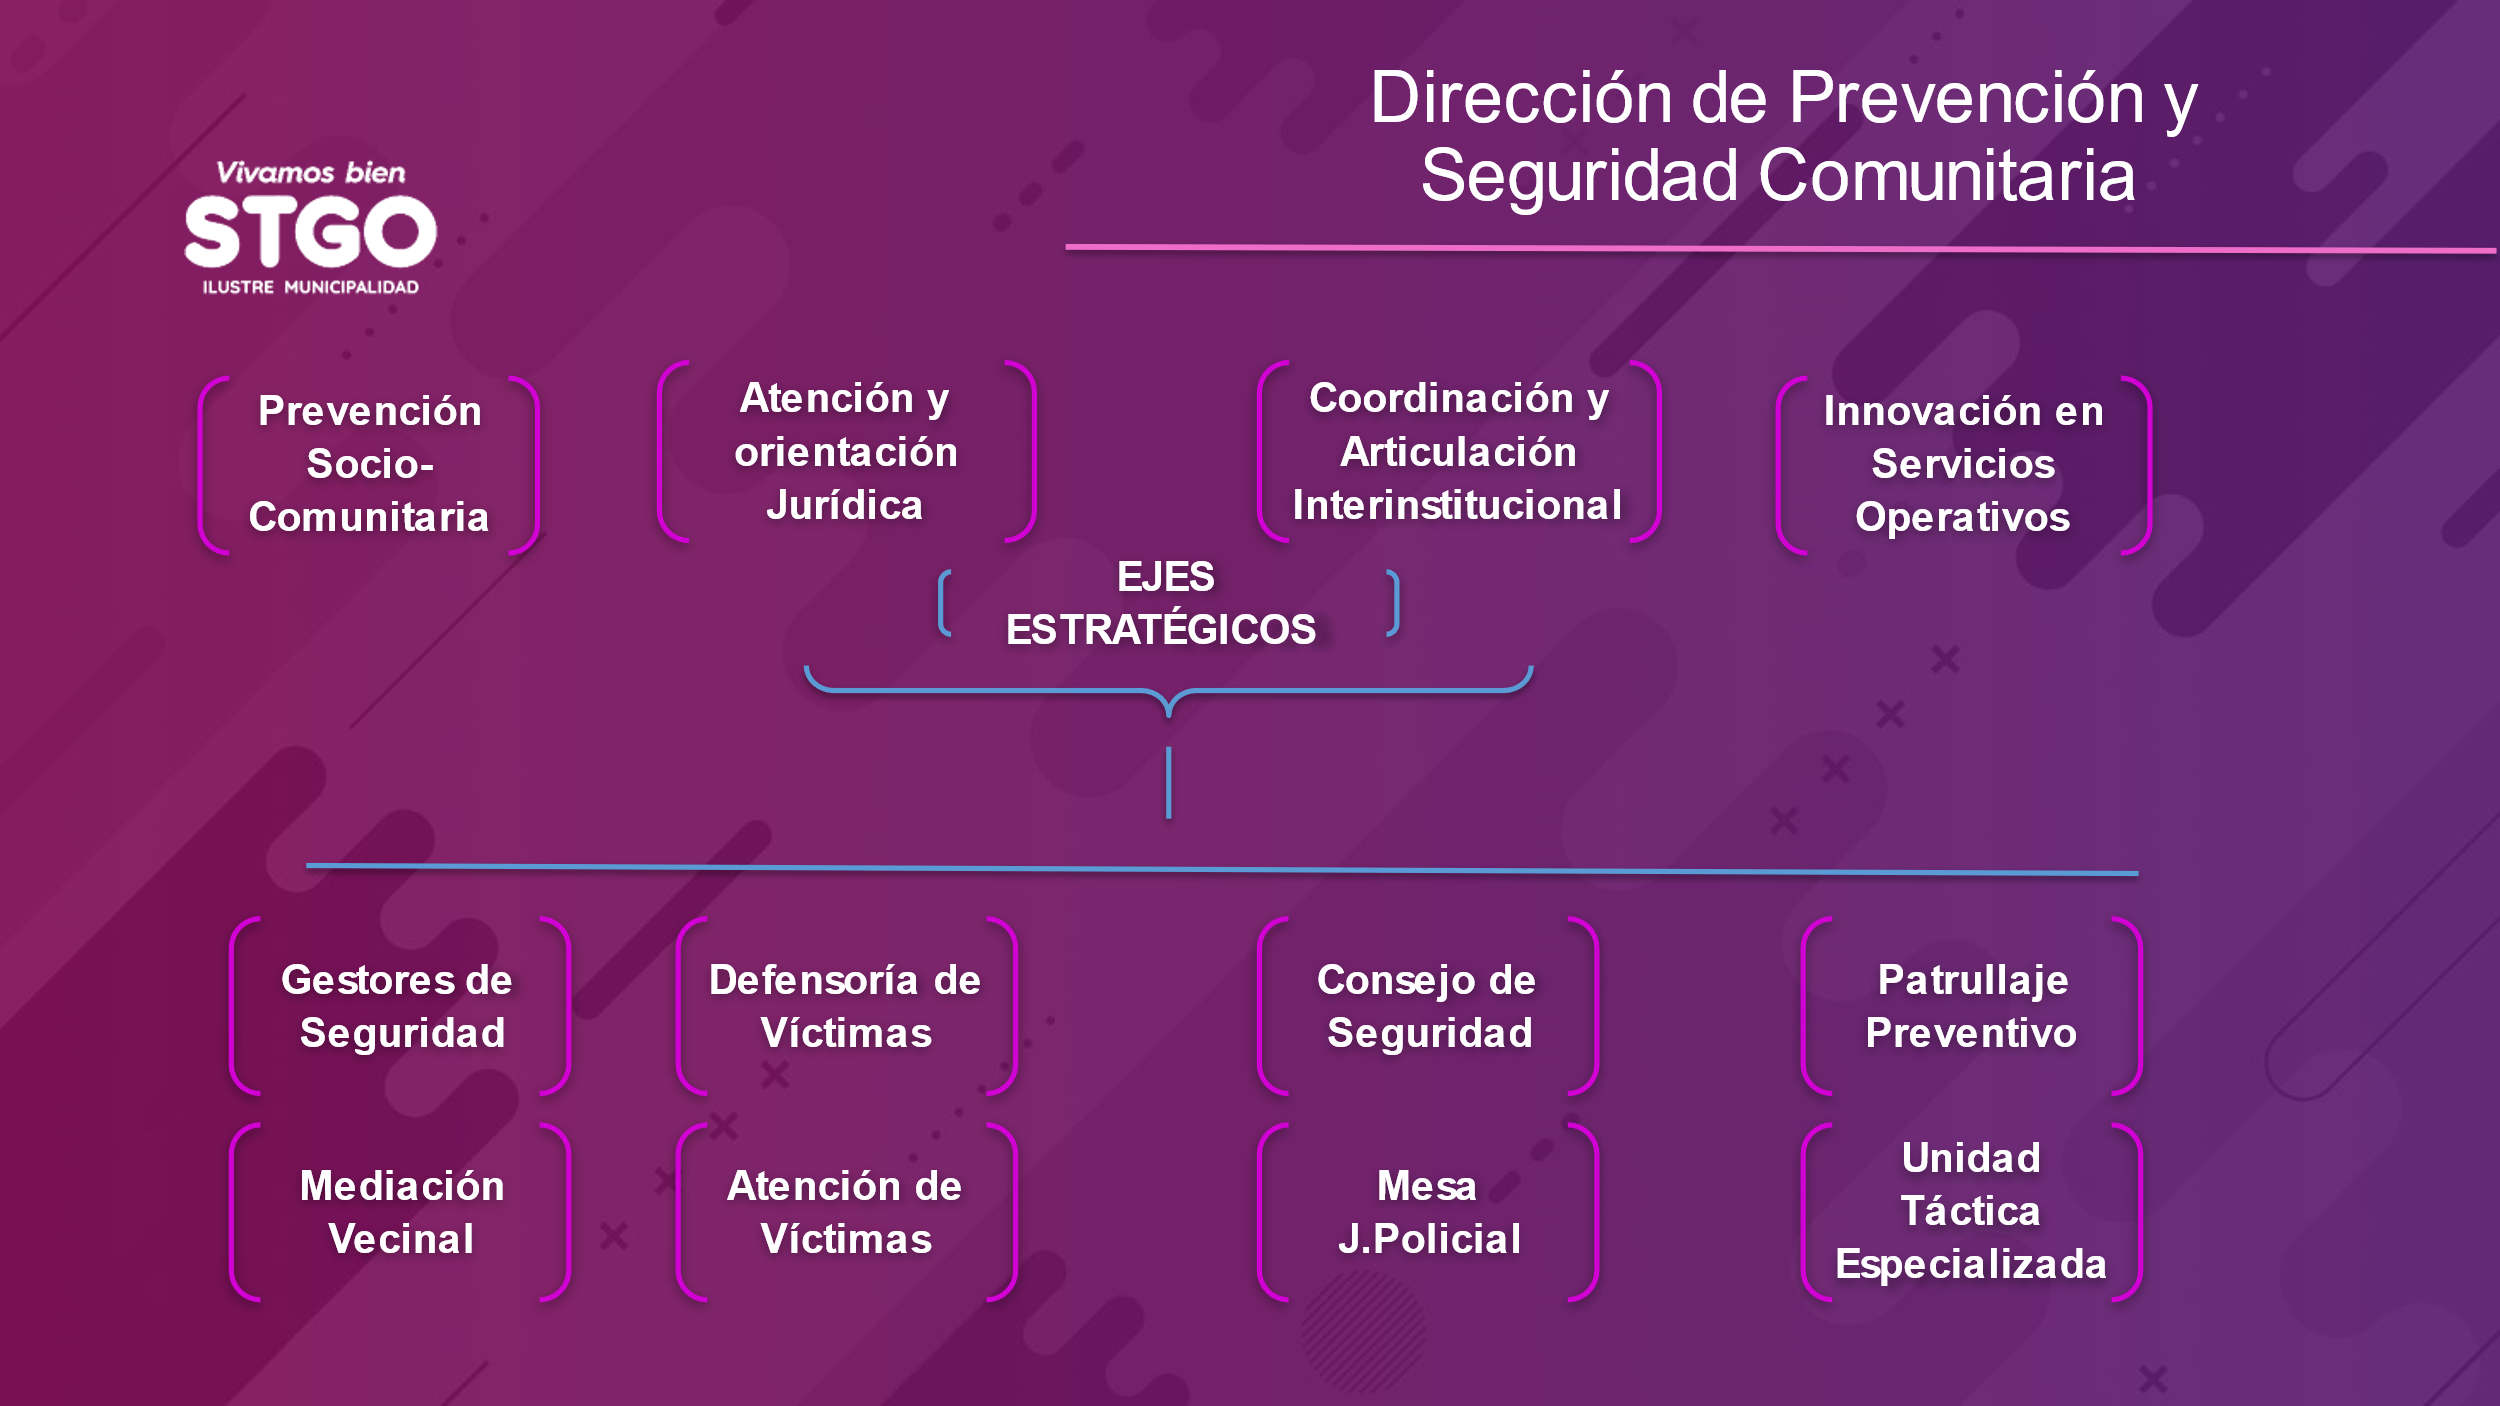 Dirección de Prevención y
Seguridad Comunitaria
Vivamos bien
STGO
ILUSTRE MUNICIPALIDAD
Prevención
Socio-
Comunitaria
Atención y
orientación
Jurídica
Coordinación y
Articulación
Interinstitucional
Innovación en
Servicios
Operativos
EJES
ESTRATÉGICOS
Gestores de
Seguridad
Defensoría de
Víctimas
Consejo de
Seguridad
Patrullaje
Preventivo
Mediación
Vecinal
Atención de
Víctimas
Mesa
J.Policial
Unidad
Táctica
Especializada